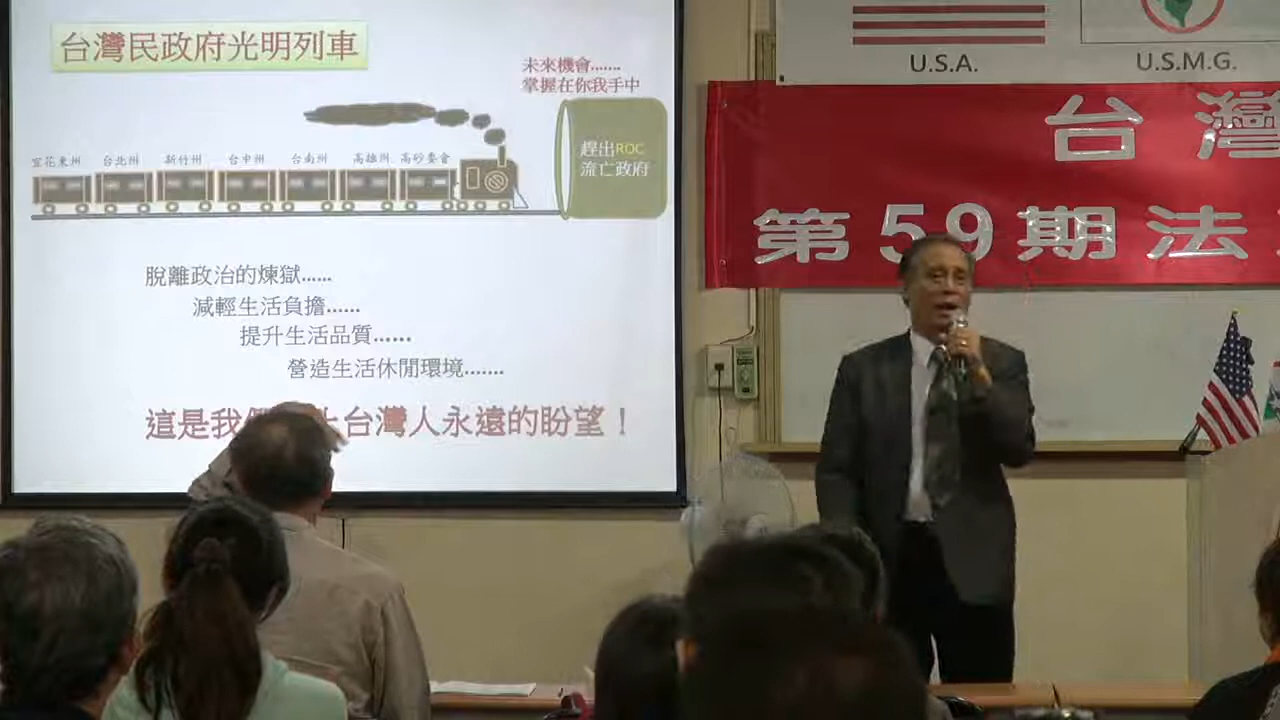 台灣民政府光明列車
未來機會.......
掌握在你我手中
宜花東州 台北州 新竹州 台中州 台南州 高雄州 高砂委會
趕出ROC
流亡政府
脫離政治的煉獄......
減輕生活負擔......
提升生活品質......
營造生活休閒環境.......
這是我 台灣人永遠的盼望！
U.S.A.
U.S.M.G.
台灣
第59期法